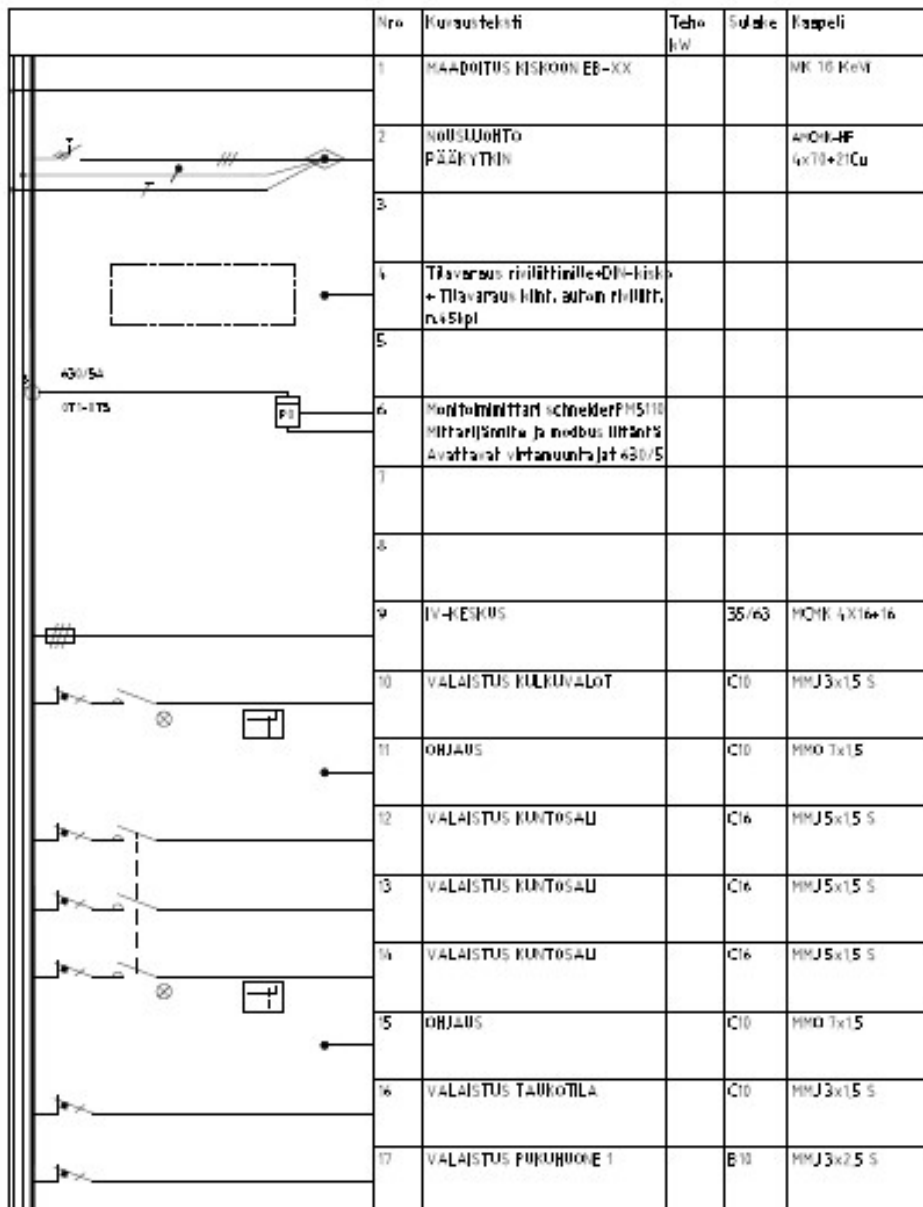 Nro Kuvausteksti Teho kW Sulake Kaapeli
1 MAADOITUS KISKOON EB-XX MK 16 KeVi
2 NOUSUJOHTO AMCMK-HF
PÄÄKYTKIN 4x70+21Cu
3
4 Tilavaraus riviliittimille+DIN-kisko
+ Tilavaraus kiint. autom riviliitt.
n.45kpl
5
630/5A
0T1-0T3
P0
6 Monitoimimittari schneiderPM5110
Mittarijännite ja modbus liitäntä
Avattavat virtamuuntajat 630/5
7
8
9 IV-KESKUS 35/63 MCMK 4X16+16
10 VALAISTUS KULKUVALOT C10 MMJ 3x1,5 S
11 OHJAUS C10 MMO 7x1,5
12 VALAISTUS KUNTOSALI C16 MMJ 5x1,5 S
13 VALAISTUS KUNTOSALI C16 MMJ 5x1,5 S
14 VALAISTUS KUNTOSALI C16 MMJ 5x1,5 S
15 OHJAUS C10 MMO 7x1,5
16 VALAISTUS TAUKOTILA C10 MMJ 3x1,5 S
17 VALAISTUS PUKUHUONE 1 B10 MMJ 3x2,5 S